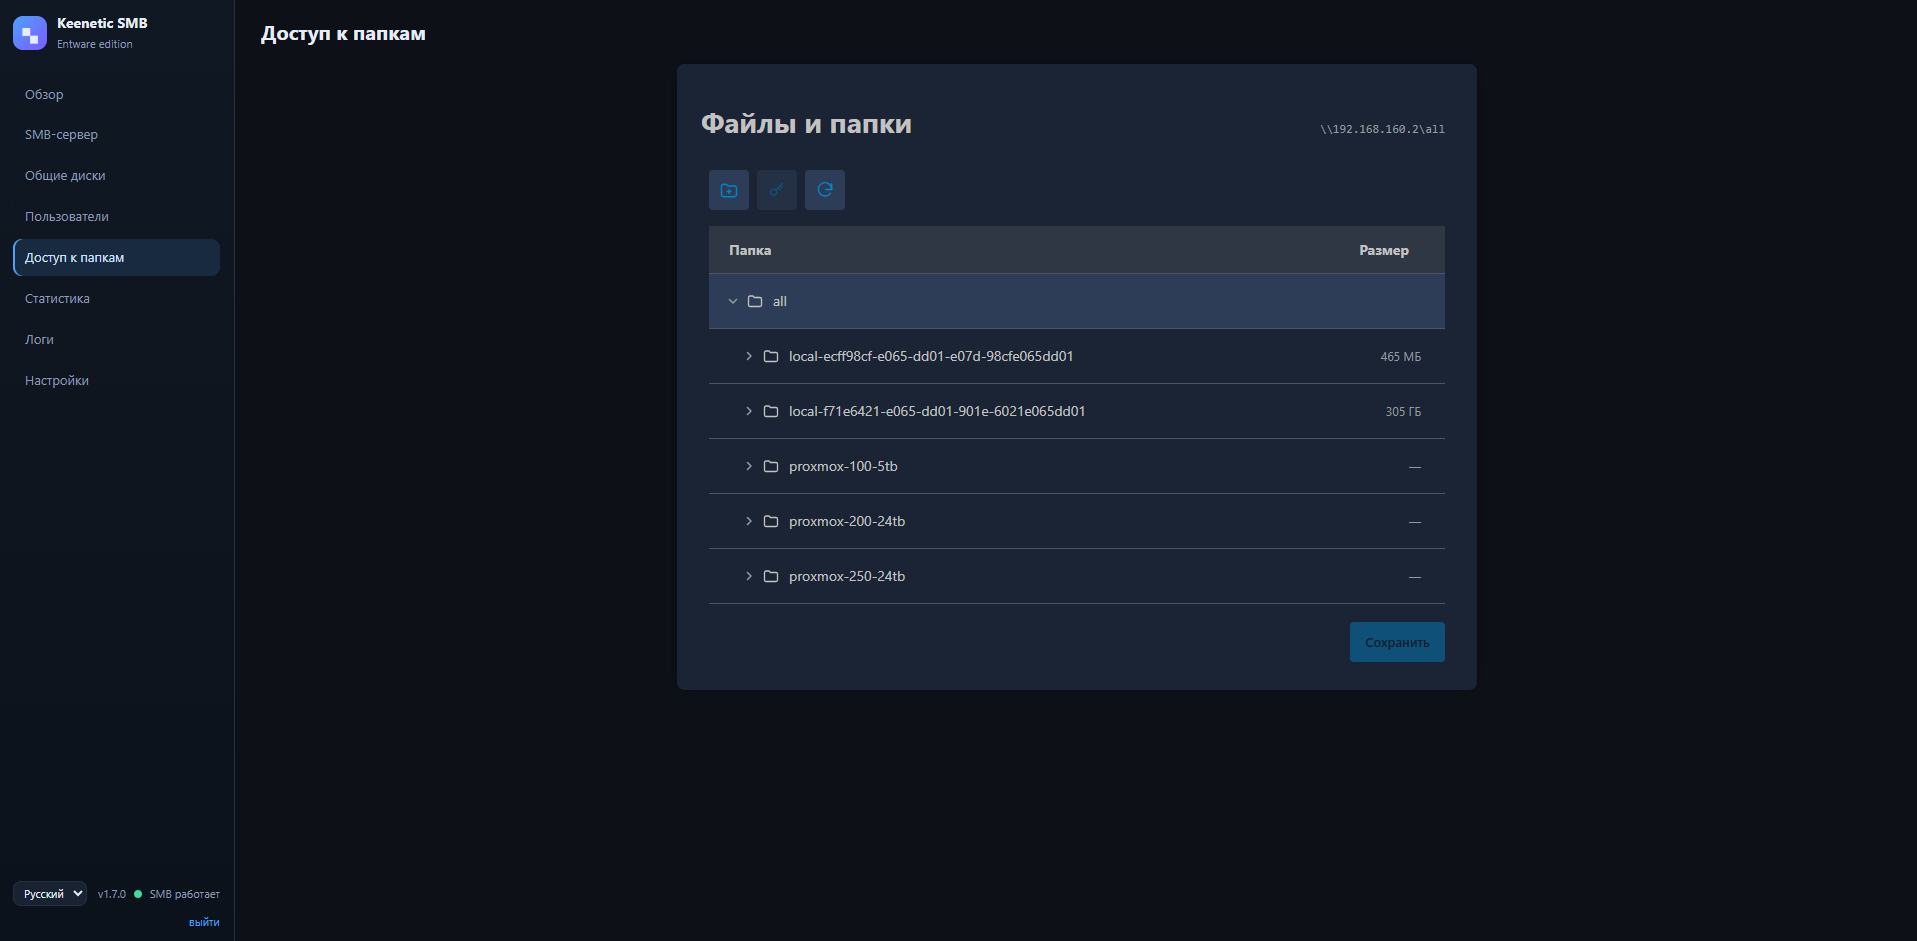 Keenetic SMB
Entware edition
Обзор
SMB-сервер
Общие диски
Пользователи
Доступ к папкам
Статистика
Логи
Настройки
Русский v1.7.0 SMB работает
выйти
Доступ к папкам
Файлы и папки \\192.168.160.2\all
Папка Размер
all
local-ecff98cf-e065-dd01-e07d-98cfe065dd01 465 МБ
local-f71e6421-e065-dd01-901e-6021e065dd01 305 ГБ
proxmox-100-5tb —
proxmox-200-24tb —
proxmox-250-24tb —
Сохранить